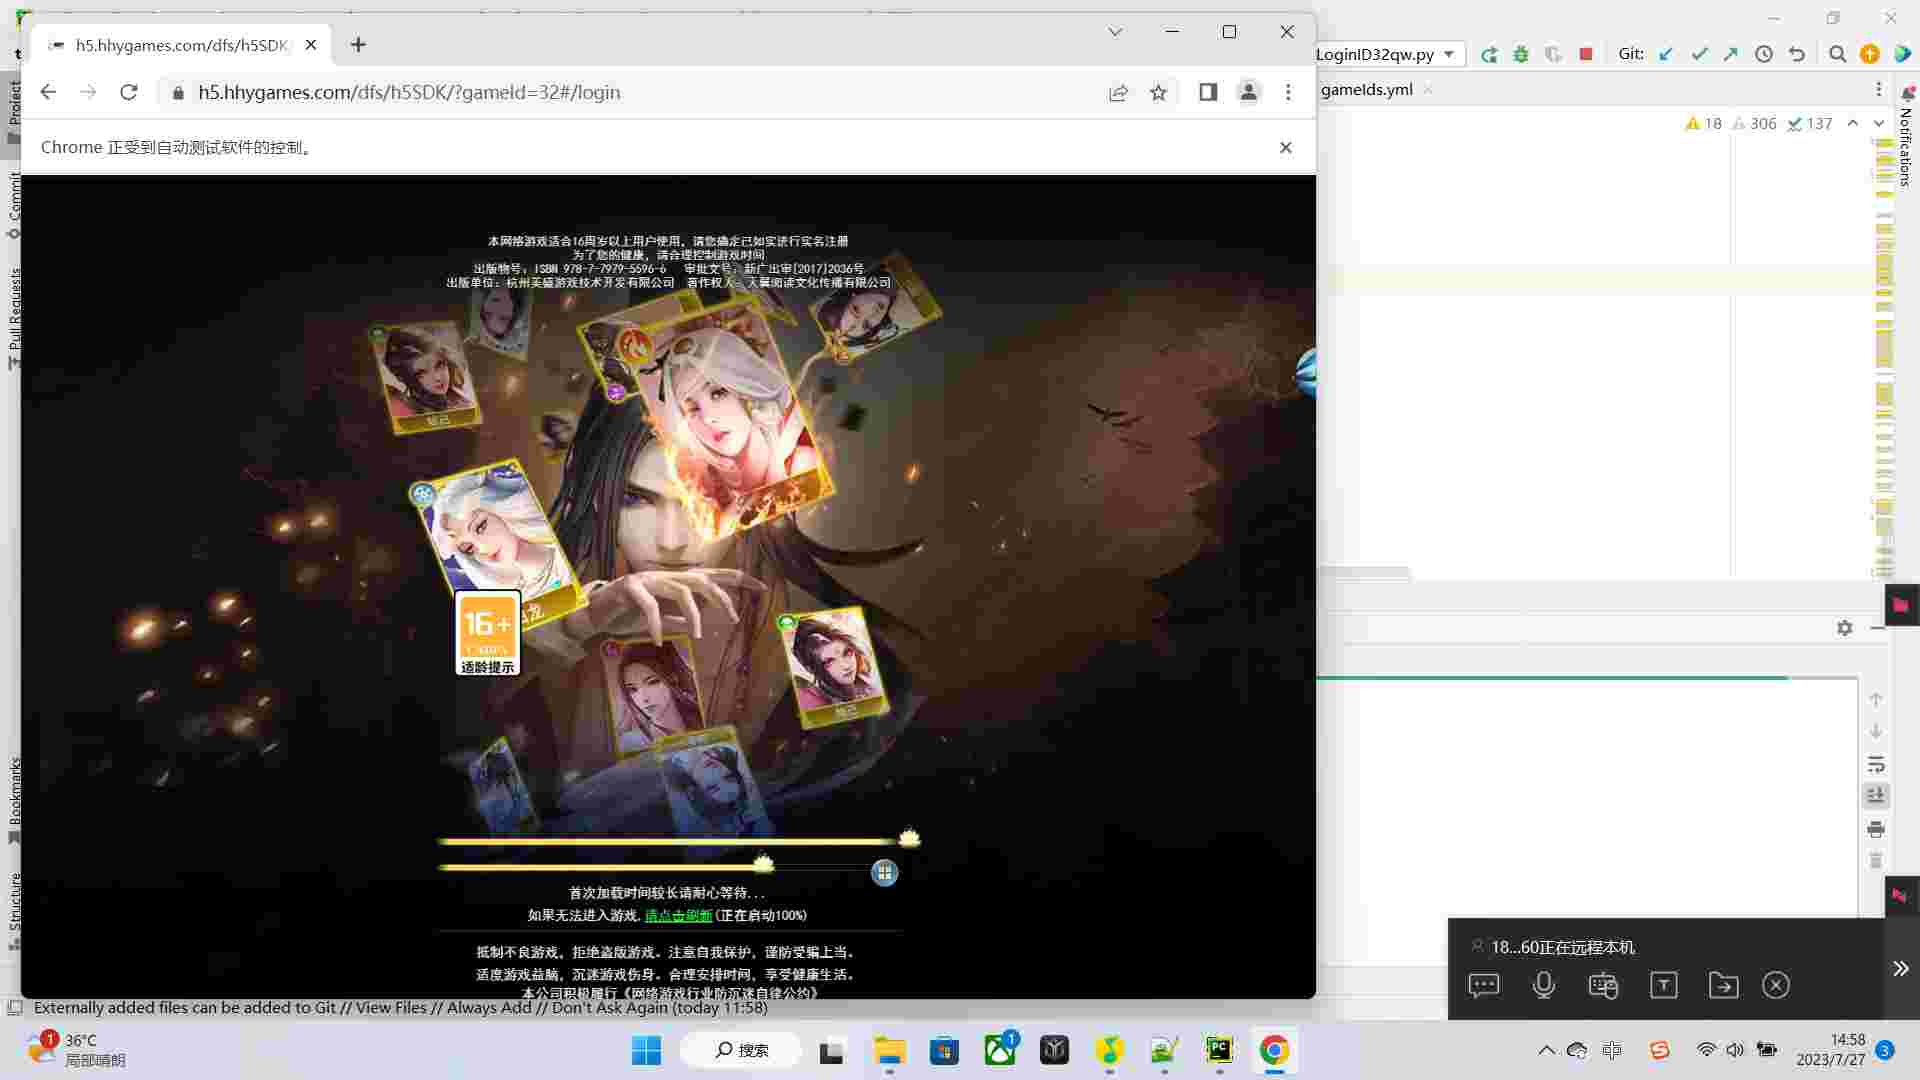 h5.hhygames.com/dfs/h5SDK
h5.hhygames.com/dfs/h5SDK/?gameId=32#/login
Chrome 正受到自动测试软件的控制。
LoginID32qw.py
Git:
gameIds.yml
18 306 137
Notifications
Project
Commit
Pull Requests
Bookmarks
Structure
本网络游戏适合16周岁以上用户使用，请您确定已如实进行实名注册
为了您的健康，请合理控制游戏时间
出版物号：ISBN 978-7-7979-5596-6 审批文号：新广出审[2017]2036号
出版单位：杭州美盛游戏技术开发有限公司 著作权人：天翼阅读文化传播有限公司
16+
CADPA
适龄提示
龙
首次加载时间较长请耐心等待...
如果无法进入游戏,请点击刷新(正在启动100%)
抵制不良游戏，拒绝盗版游戏。注意自我保护，谨防受骗上当。
适度游戏益脑，沉迷游戏伤身。合理安排时间，享受健康生活。
本公司积极履行《网络游戏行业防沉迷自律公约》
18...60正在远程本机
Externally added files can be added to Git // View Files // Always Add // Don't Ask Again (today 11:58)
1
36°C
局部晴朗
搜索
1
PC
中
14:58
2023/7/27
3